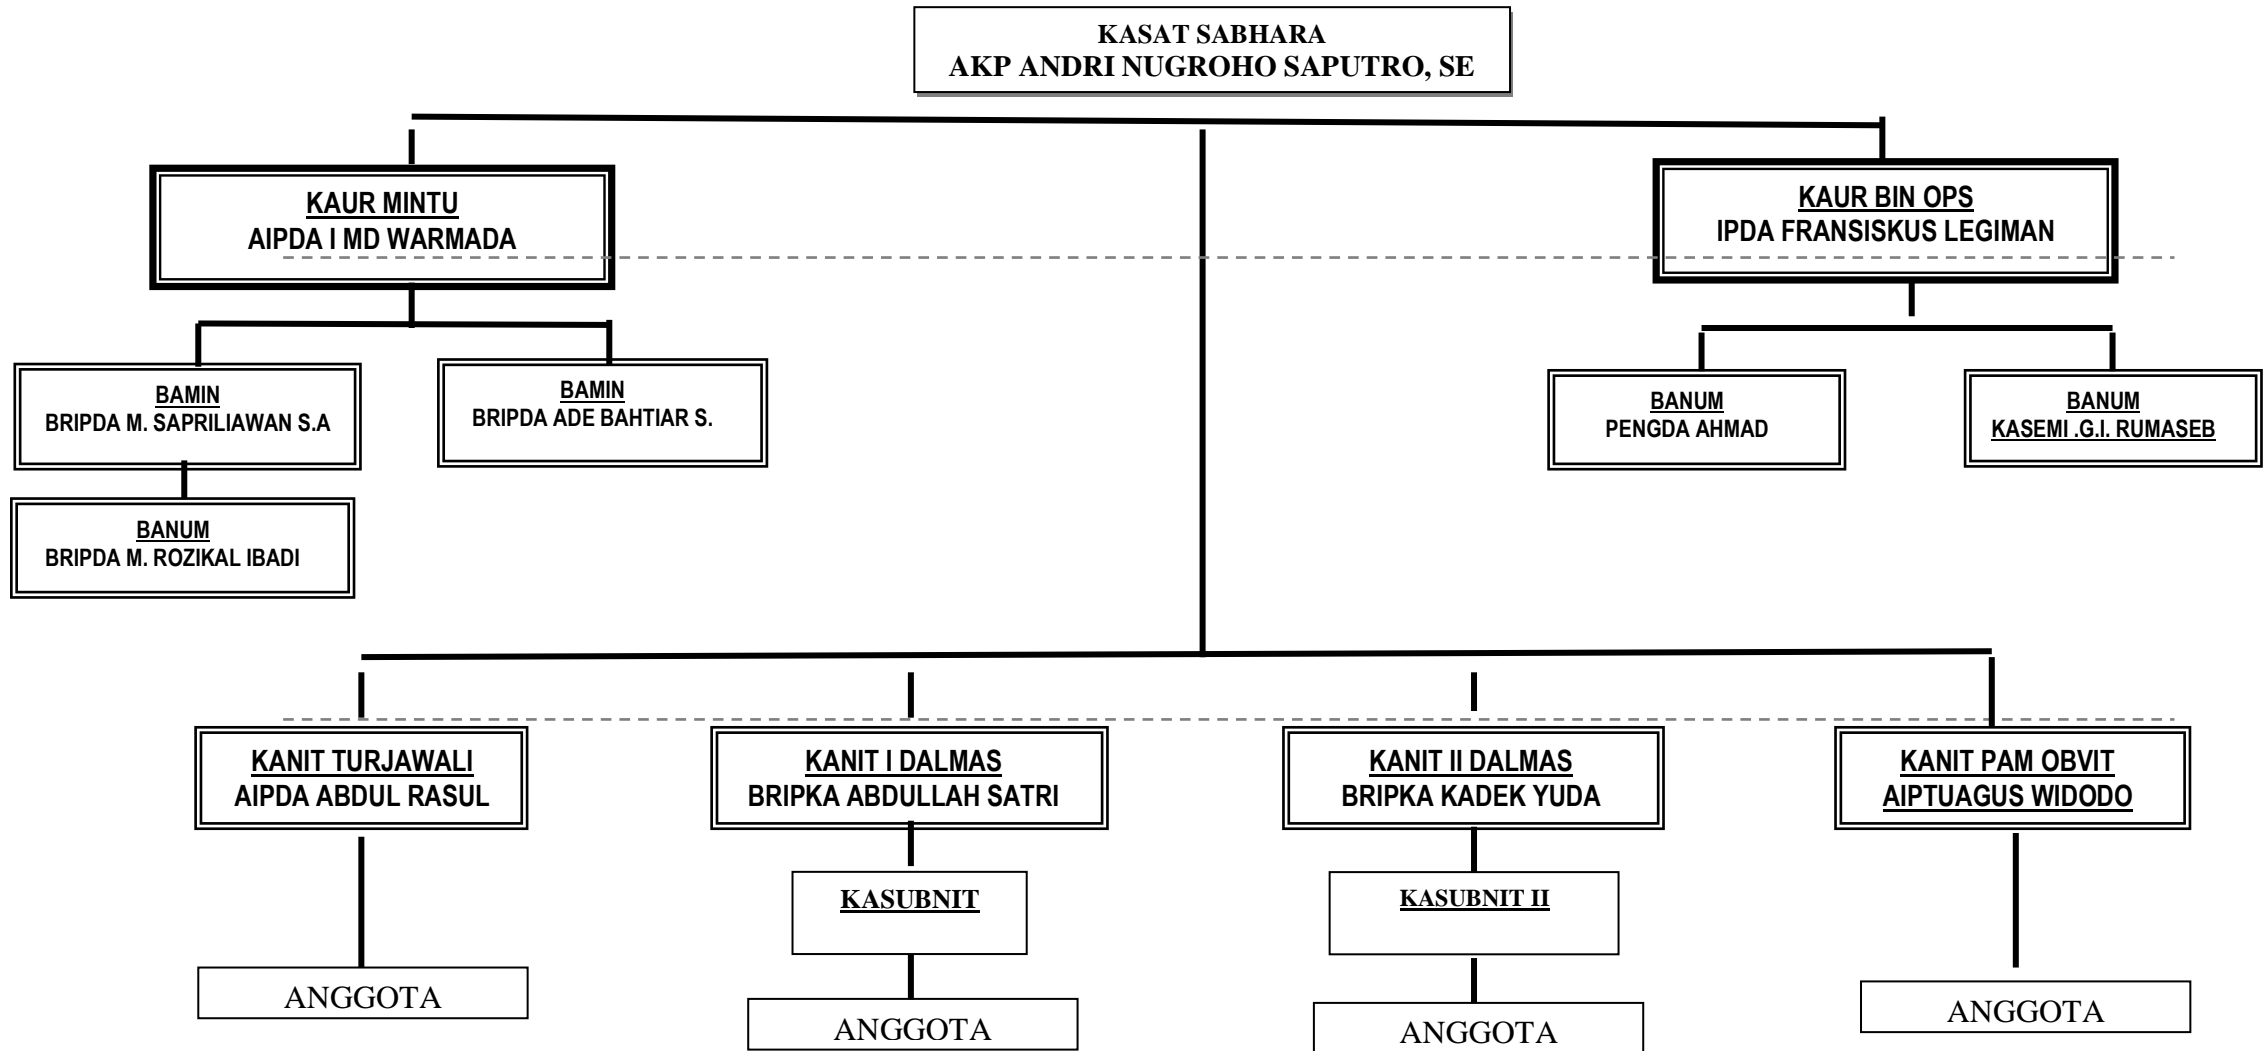 KASAT SABHARA
AKP ANDRI NUGROHO SAPUTRO, SE
KAUR MINTU
AIPDA I MD WARMADA
KAUR BIN OPS
IPDA FRANSISKUS LEGIMAN
BAMIN
BRIPDA M. SAPRILIAWAN S.A
BAMIN
BRIPDA ADE BAHTIAR S.
BANUM
PENGDA AHMAD
BANUM
KASEMI .G.I. RUMASEB
BANUM
BRIPDA M. ROZIKAL IBADI
KANIT TURJAWALI
AIPDA ABDUL RASUL
KANIT I DALMAS
BRIPKA ABDULLAH SATRI
KANIT II DALMAS
BRIPKA KADEK YUDA
KANIT PAM OBVIT
AIPTUAGUS WIDODO
KASUBNIT
KASUBNIT II
ANGGOTA
ANGGOTA
ANGGOTA
ANGGOTA